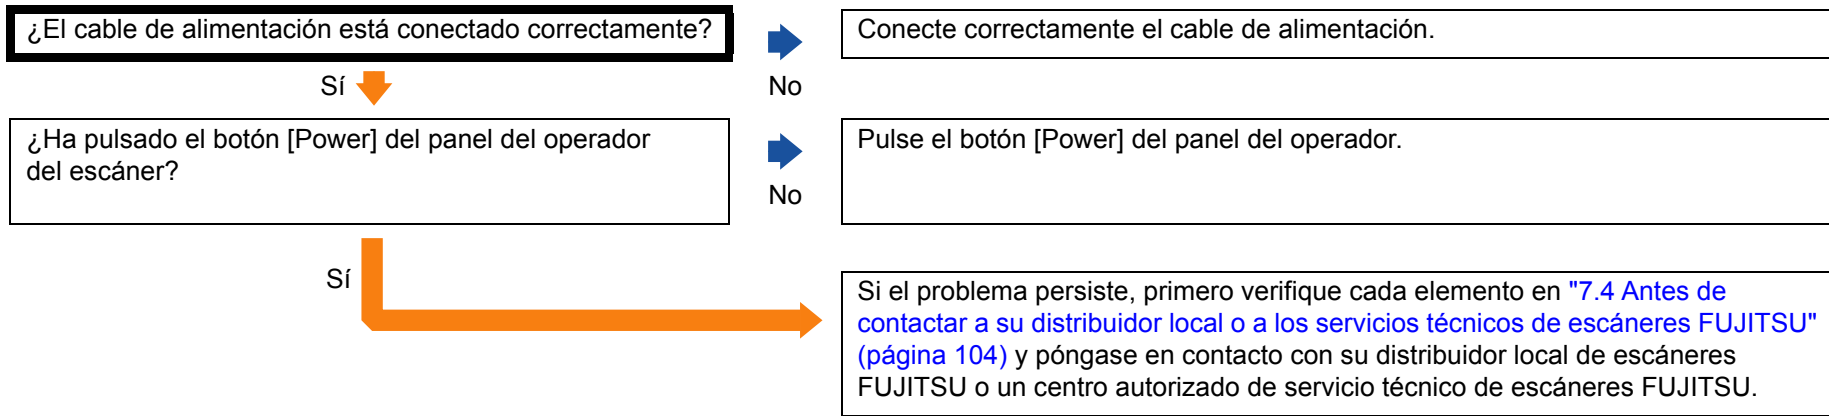 ¿El cable de alimentación está conectado correctamente?
Conecte correctamente el cable de alimentación.
Sí
No
¿Ha pulsado el botón [Power] del panel del operador
del escáner?
Pulse el botón [Power] del panel del operador.
No
Sí
Si el problema persiste, primero verifique cada elemento en "7.4 Antes de
contactar a su distribuidor local o a los servicios técnicos de escáneres FUJITSU"
(página 104) y póngase en contacto con su distribuidor local de escáneres
FUJITSU o un centro autorizado de servicio técnico de escáneres FUJITSU.